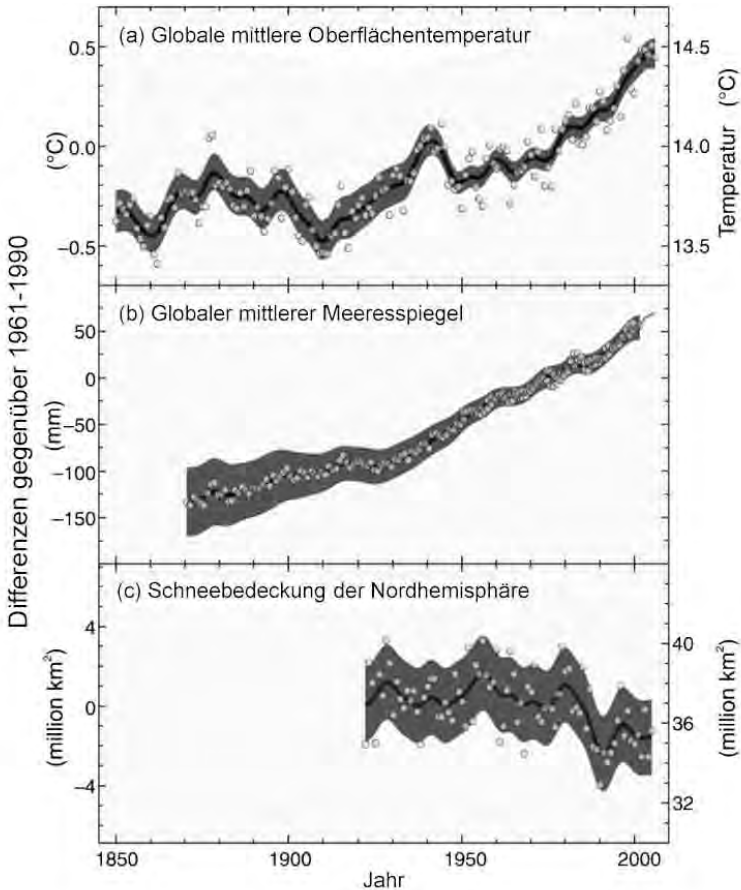 Differenzen gegenüber 1961-1990
(a) Globale mittlere Oberflächentemperatur
(°C)
0.5
0.0
−0.5
Temperatur (°C)
14.5
14.0
13.5
(b) Globaler mittlerer Meeresspiegel
(mm)
50
0
−50
−100
−150
(c) Schneebedeckung der Nordhemisphäre
(million km²)
4
0
−4
(million km²)
40
36
32
1850
1900
1950
2000
Jahr